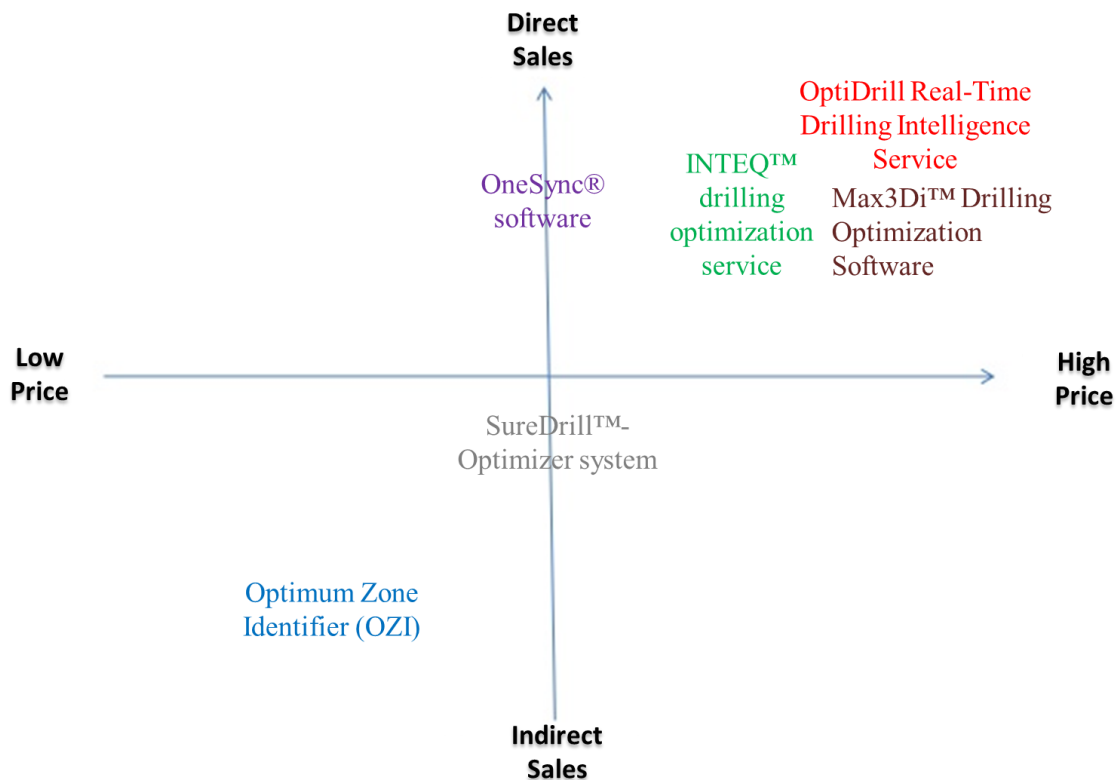 Direct
Sales
OptiDrill Real-Time
Drilling Intelligence
Service
INTEQ™
drilling
optimization
service
OneSync®
software
Max3Di™ Drilling
Optimization
Software
Low
Price
High
Price
SureDrill™-
Optimizer system
Optimum Zone
Identifier (OZI)
Indirect
Sales